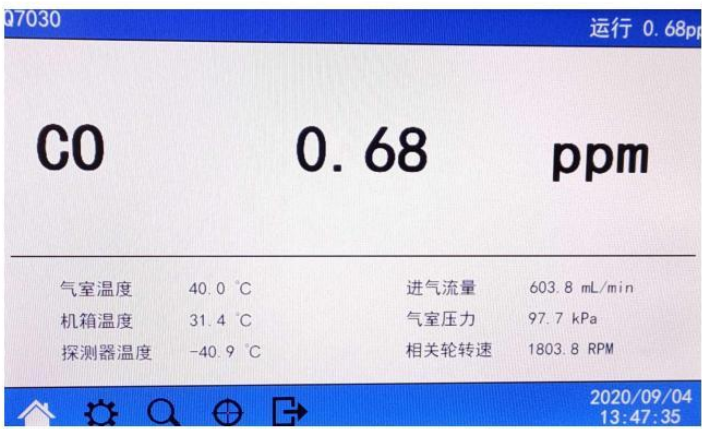 Q7030
运行 0.68pp
CO 0.68 ppm
气室温度 40.0 ℃ 进气流量 603.8 mL/min
机箱温度 31.4 ℃ 气室压力 97.7 kPa
探测器温度 -40.9 ℃ 相关轮转速 1803.8 RPM
2020/09/04
13:47:35